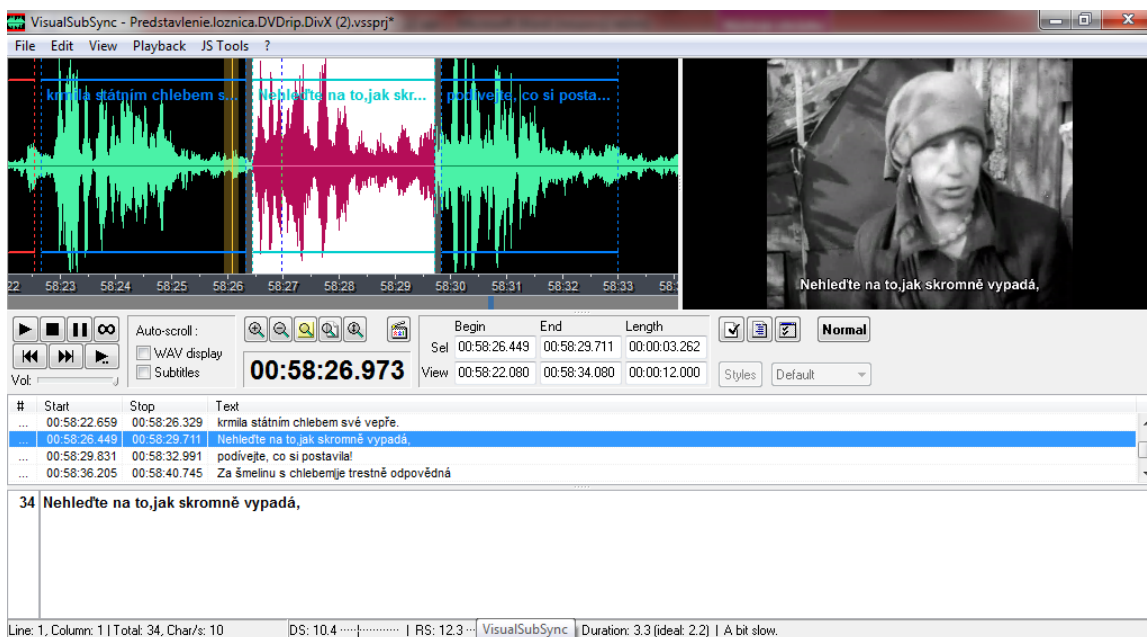 VisualSubSync - Predstavlenie.loznica.DVDrip.DivX (2).vssprj*
File Edit View Playback JS Tools ?
krmila státním chlebem s... Nehleďte na to,jak skr... podívejte, co si posta...
22 58:23 58:24 58:25 58:26 58:27 58:28 58:29 58:30 58:31 58:32 58:33 58:
Nehleďte na to,jak skromně vypadá,
Auto-scroll :
WAV display
Subtitles
Vol:
00:58:26.973
Begin End Length
Sel 00:58:26.449 00:58:29.711 00:00:03.262
View 00:58:22.080 00:58:34.080 00:00:12.000
Normal
Styles Default
# Start Stop Text
... 00:58:22.659 00:58:26.329 krmila státním chlebem své vepře.
... 00:58:26.449 00:58:29.711 Nehleďte na to,jak skromně vypadá,
... 00:58:29.831 00:58:32.991 podívejte, co si postavila!
... 00:58:36.205 00:58:40.745 Za šmelinu s chlebem|je trestně odpovědná
34 Nehleďte na to,jak skromně vypadá,
Line: 1, Column: 1 | Total: 34, Char/s: 10 DS: 10.4 ····¦··········· | RS: 12.3 ··· VisualSubSync Duration: 3.3 (ideal: 2.2) | A bit slow.